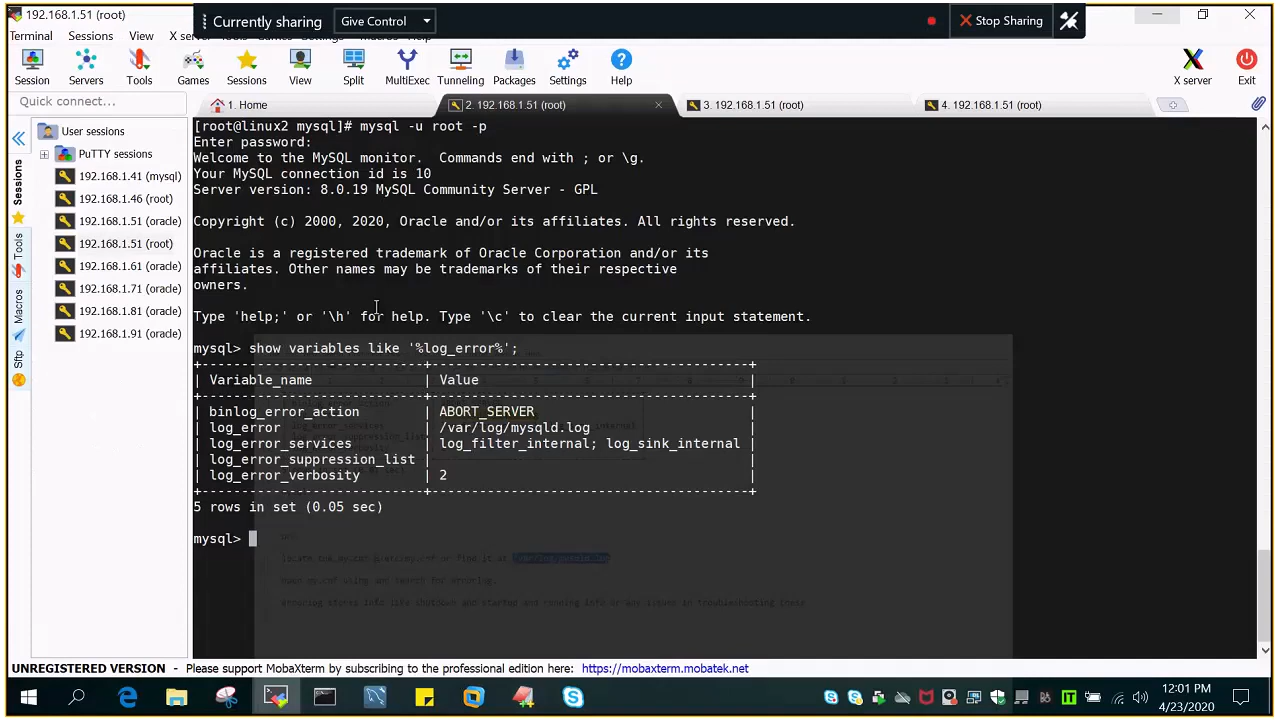 192.168.1.51 (root)
Currently sharing
Give Control
Stop Sharing
Terminal Sessions View X server
Session Servers Tools Games Sessions View Split MultiExec Tunneling Packages Settings Help X server Exit
Quick connect...
1. Home
2. 192.168.1.51 (root)
3. 192.168.1.51 (root)
4. 192.168.1.51 (root)
User sessions
PuTTY sessions
192.168.1.41 (mysql)
192.168.1.46 (root)
192.168.1.51 (oracle)
192.168.1.51 (root)
192.168.1.61 (oracle)
192.168.1.71 (oracle)
192.168.1.81 (oracle)
192.168.1.91 (oracle)
Sessions
Tools
Macros
Sftp
[root@linux2 mysql]# mysql -u root -p
Enter password:
Welcome to the MySQL monitor.  Commands end with ; or \g.
Your MySQL connection id is 10
Server version: 8.0.19 MySQL Community Server - GPL
Copyright (c) 2000, 2020, Oracle and/or its affiliates. All rights reserved.
Oracle is a registered trademark of Oracle Corporation and/or its
affiliates. Other names may be trademarks of their respective
owners.
Type 'help;' or '\h' for help. Type '\c' to clear the current input statement.
mysql> show variables like '%log_error%';
| Variable_name | Value |
| binlog_error_action | ABORT_SERVER |
| log_error | /var/log/mysqld.log |
| log_error_services | log_filter_internal; log_sink_internal |
| log_error_suppression_list | |
| log_error_verbosity | 2 |
5 rows in set (0.05 sec)
mysql>
UNREGISTERED VERSION - Please support MobaXterm by subscribing to the professional edition here: https://mobaxterm.mobatek.net
12:01 PM
4/23/2020